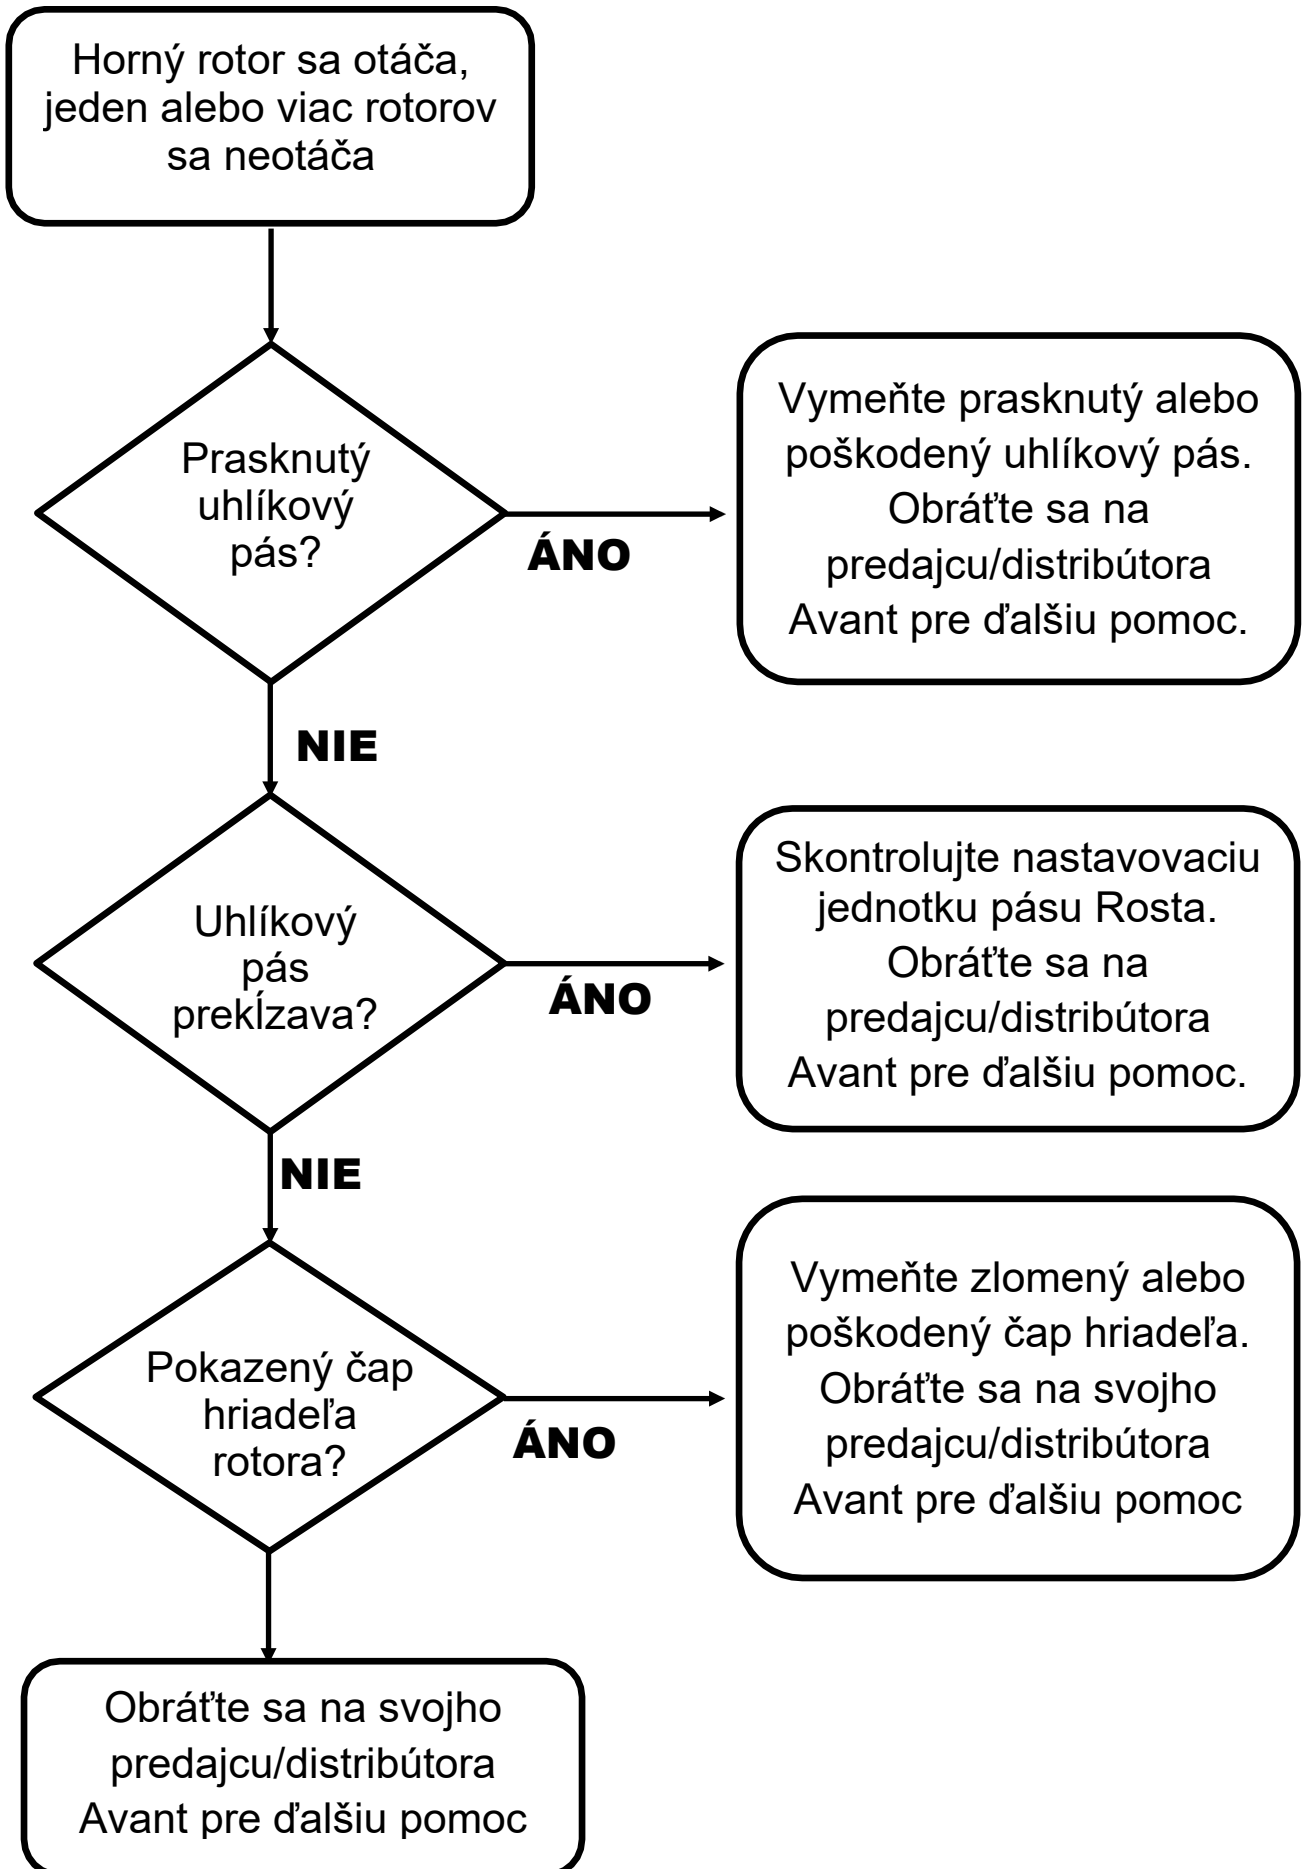 Horný rotor sa otáča,
jeden alebo viac rotorov
sa neotáča
Prasknutý
uhlíkový
pás?
ÁNO
Vymeňte prasknutý alebo
poškodený uhlíkový pás.
Obráťte sa na
predajcu/distribútora
Avant pre ďalšiu pomoc.
NIE
Uhlíkový
pás
prekĺzava?
ÁNO
Skontrolujte nastavovaciu
jednotku pásu Rosta.
Obráťte sa na
predajcu/distribútora
Avant pre ďalšiu pomoc.
NIE
Pokazený čap
hriadeľa
rotora?
ÁNO
Vymeňte zlomený alebo
poškodený čap hriadeľa.
Obráťte sa na svojho
predajcu/distribútora
Avant pre ďalšiu pomoc
Obráťte sa na svojho
predajcu/distribútora
Avant pre ďalšiu pomoc